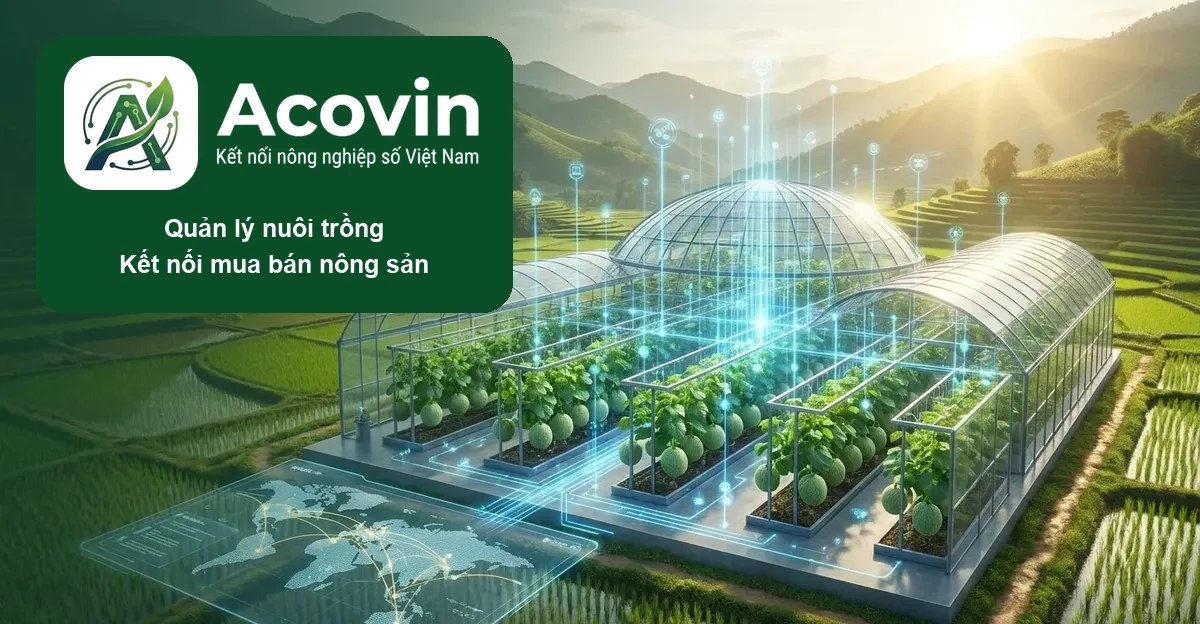 Acovin
Kết nối nông nghiệp số Việt Nam
Quản lý nuôi trồng
Kết nối mua bán nông sản